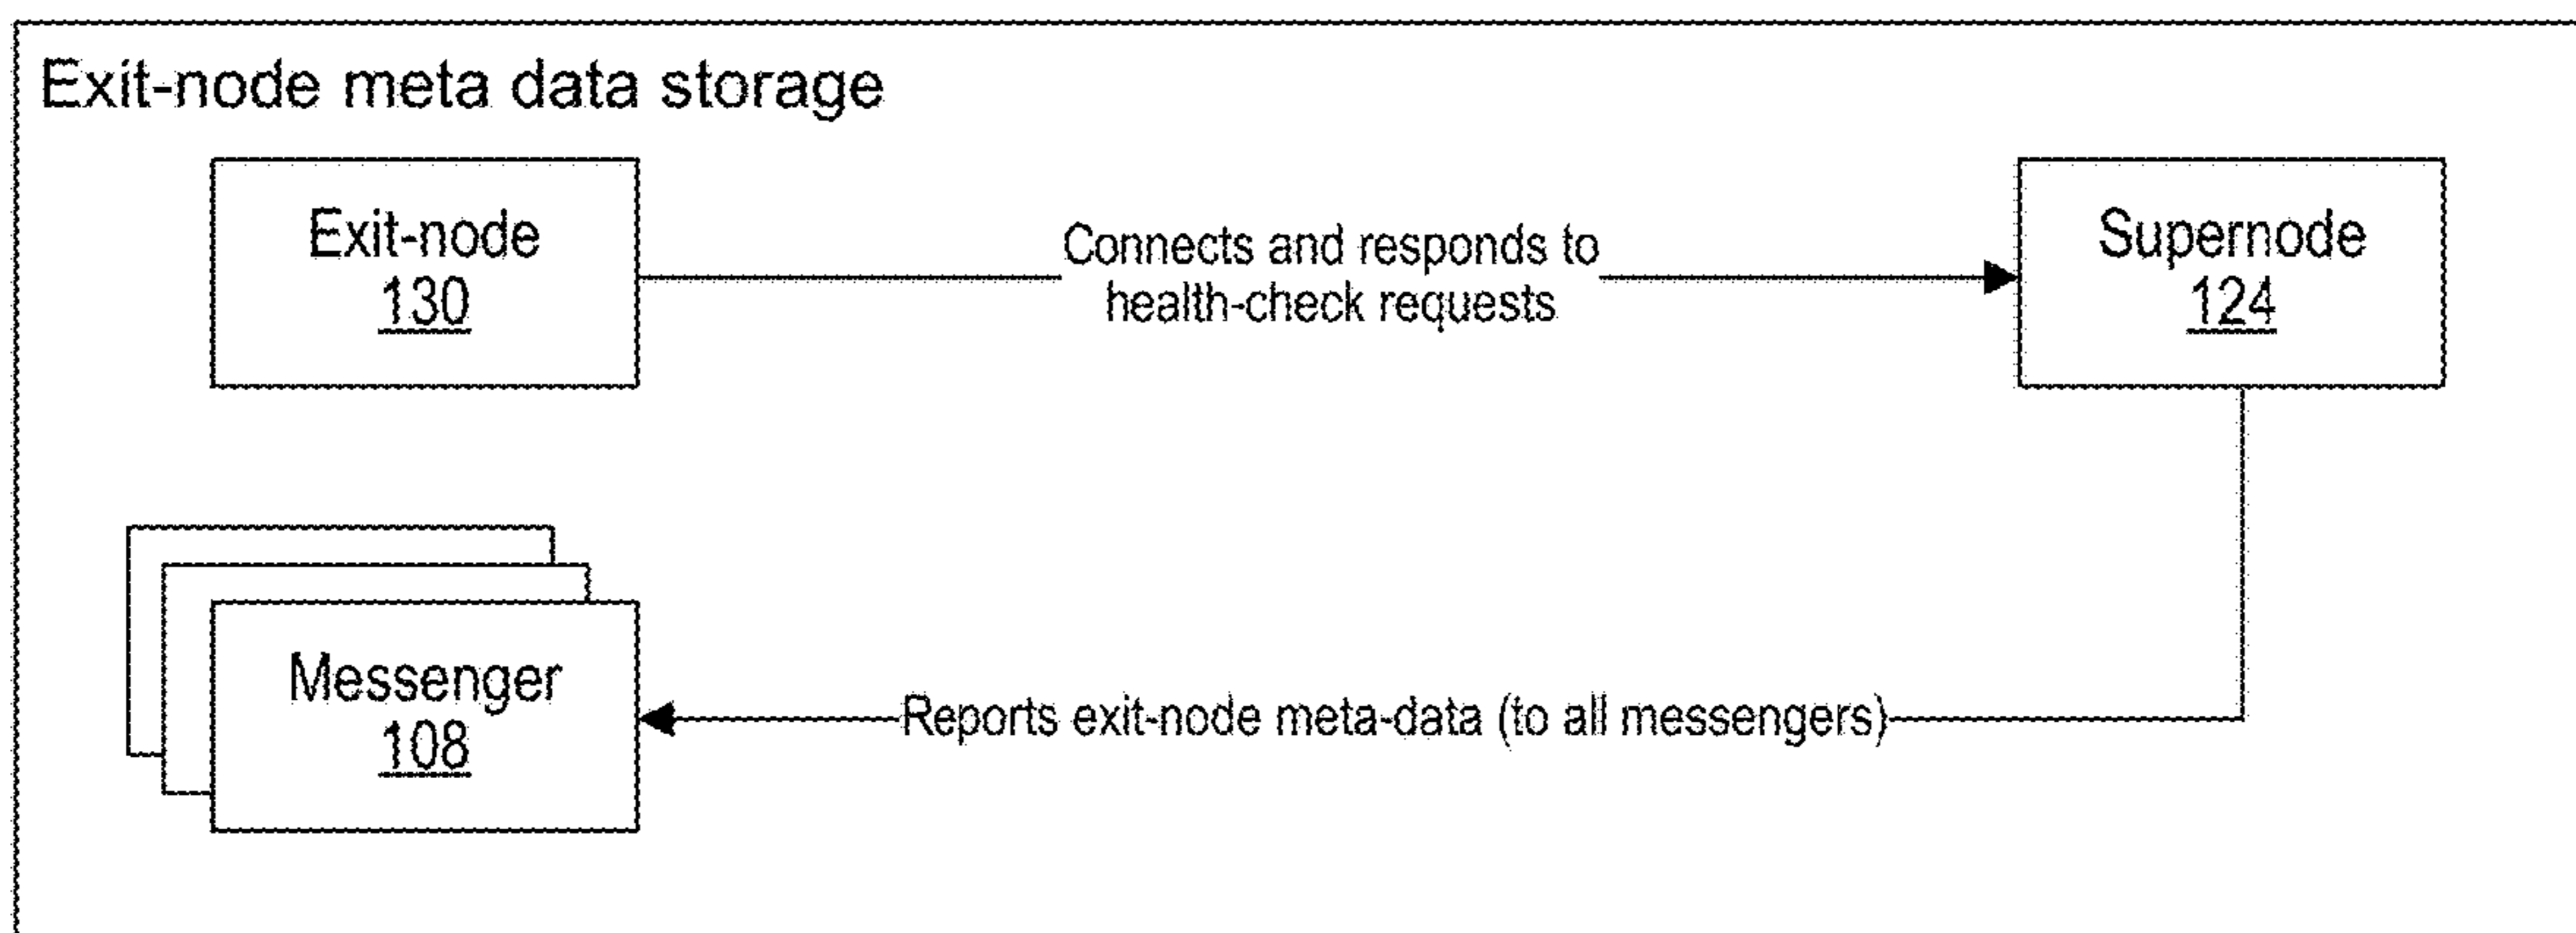 Exit-node meta data storage
Exit-node
130
Connects and responds to
health-check requests
Supernode
124
Messenger
108
Reports exit-node meta-data (to all messengers)